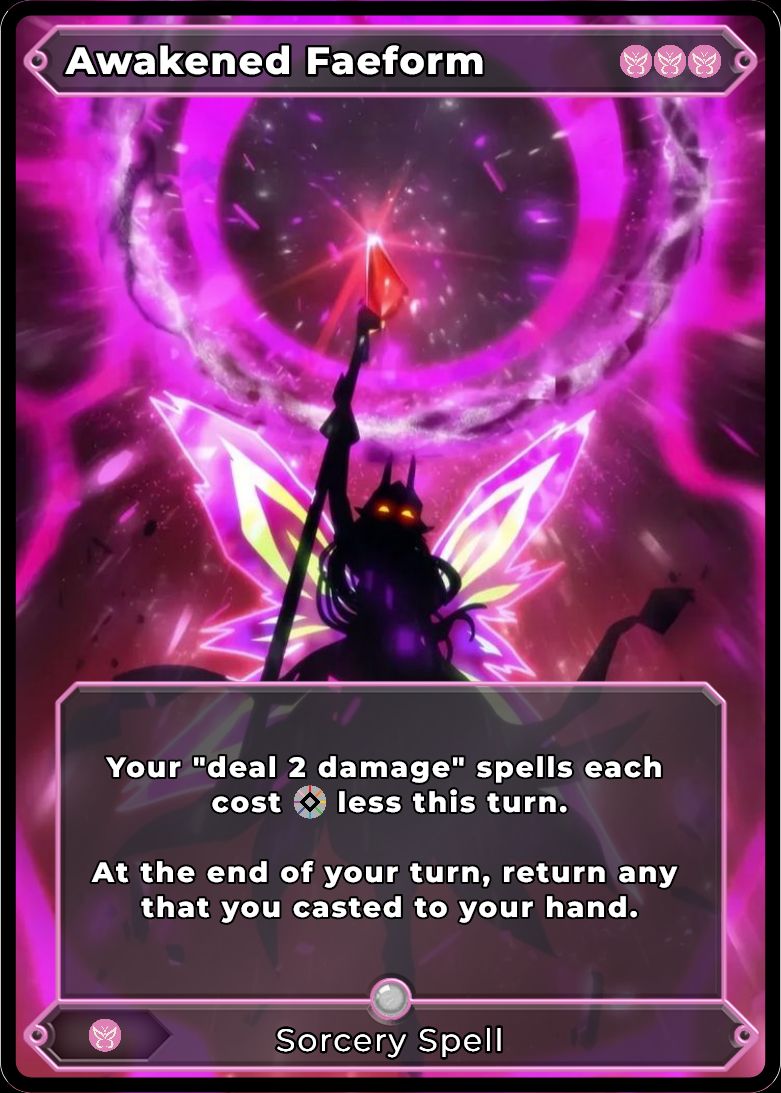 Awakened Faeform
Your "deal 2 damage" spells each
cost less this turn.
At the end of your turn, return any
that you casted to your hand.
Sorcery Spell